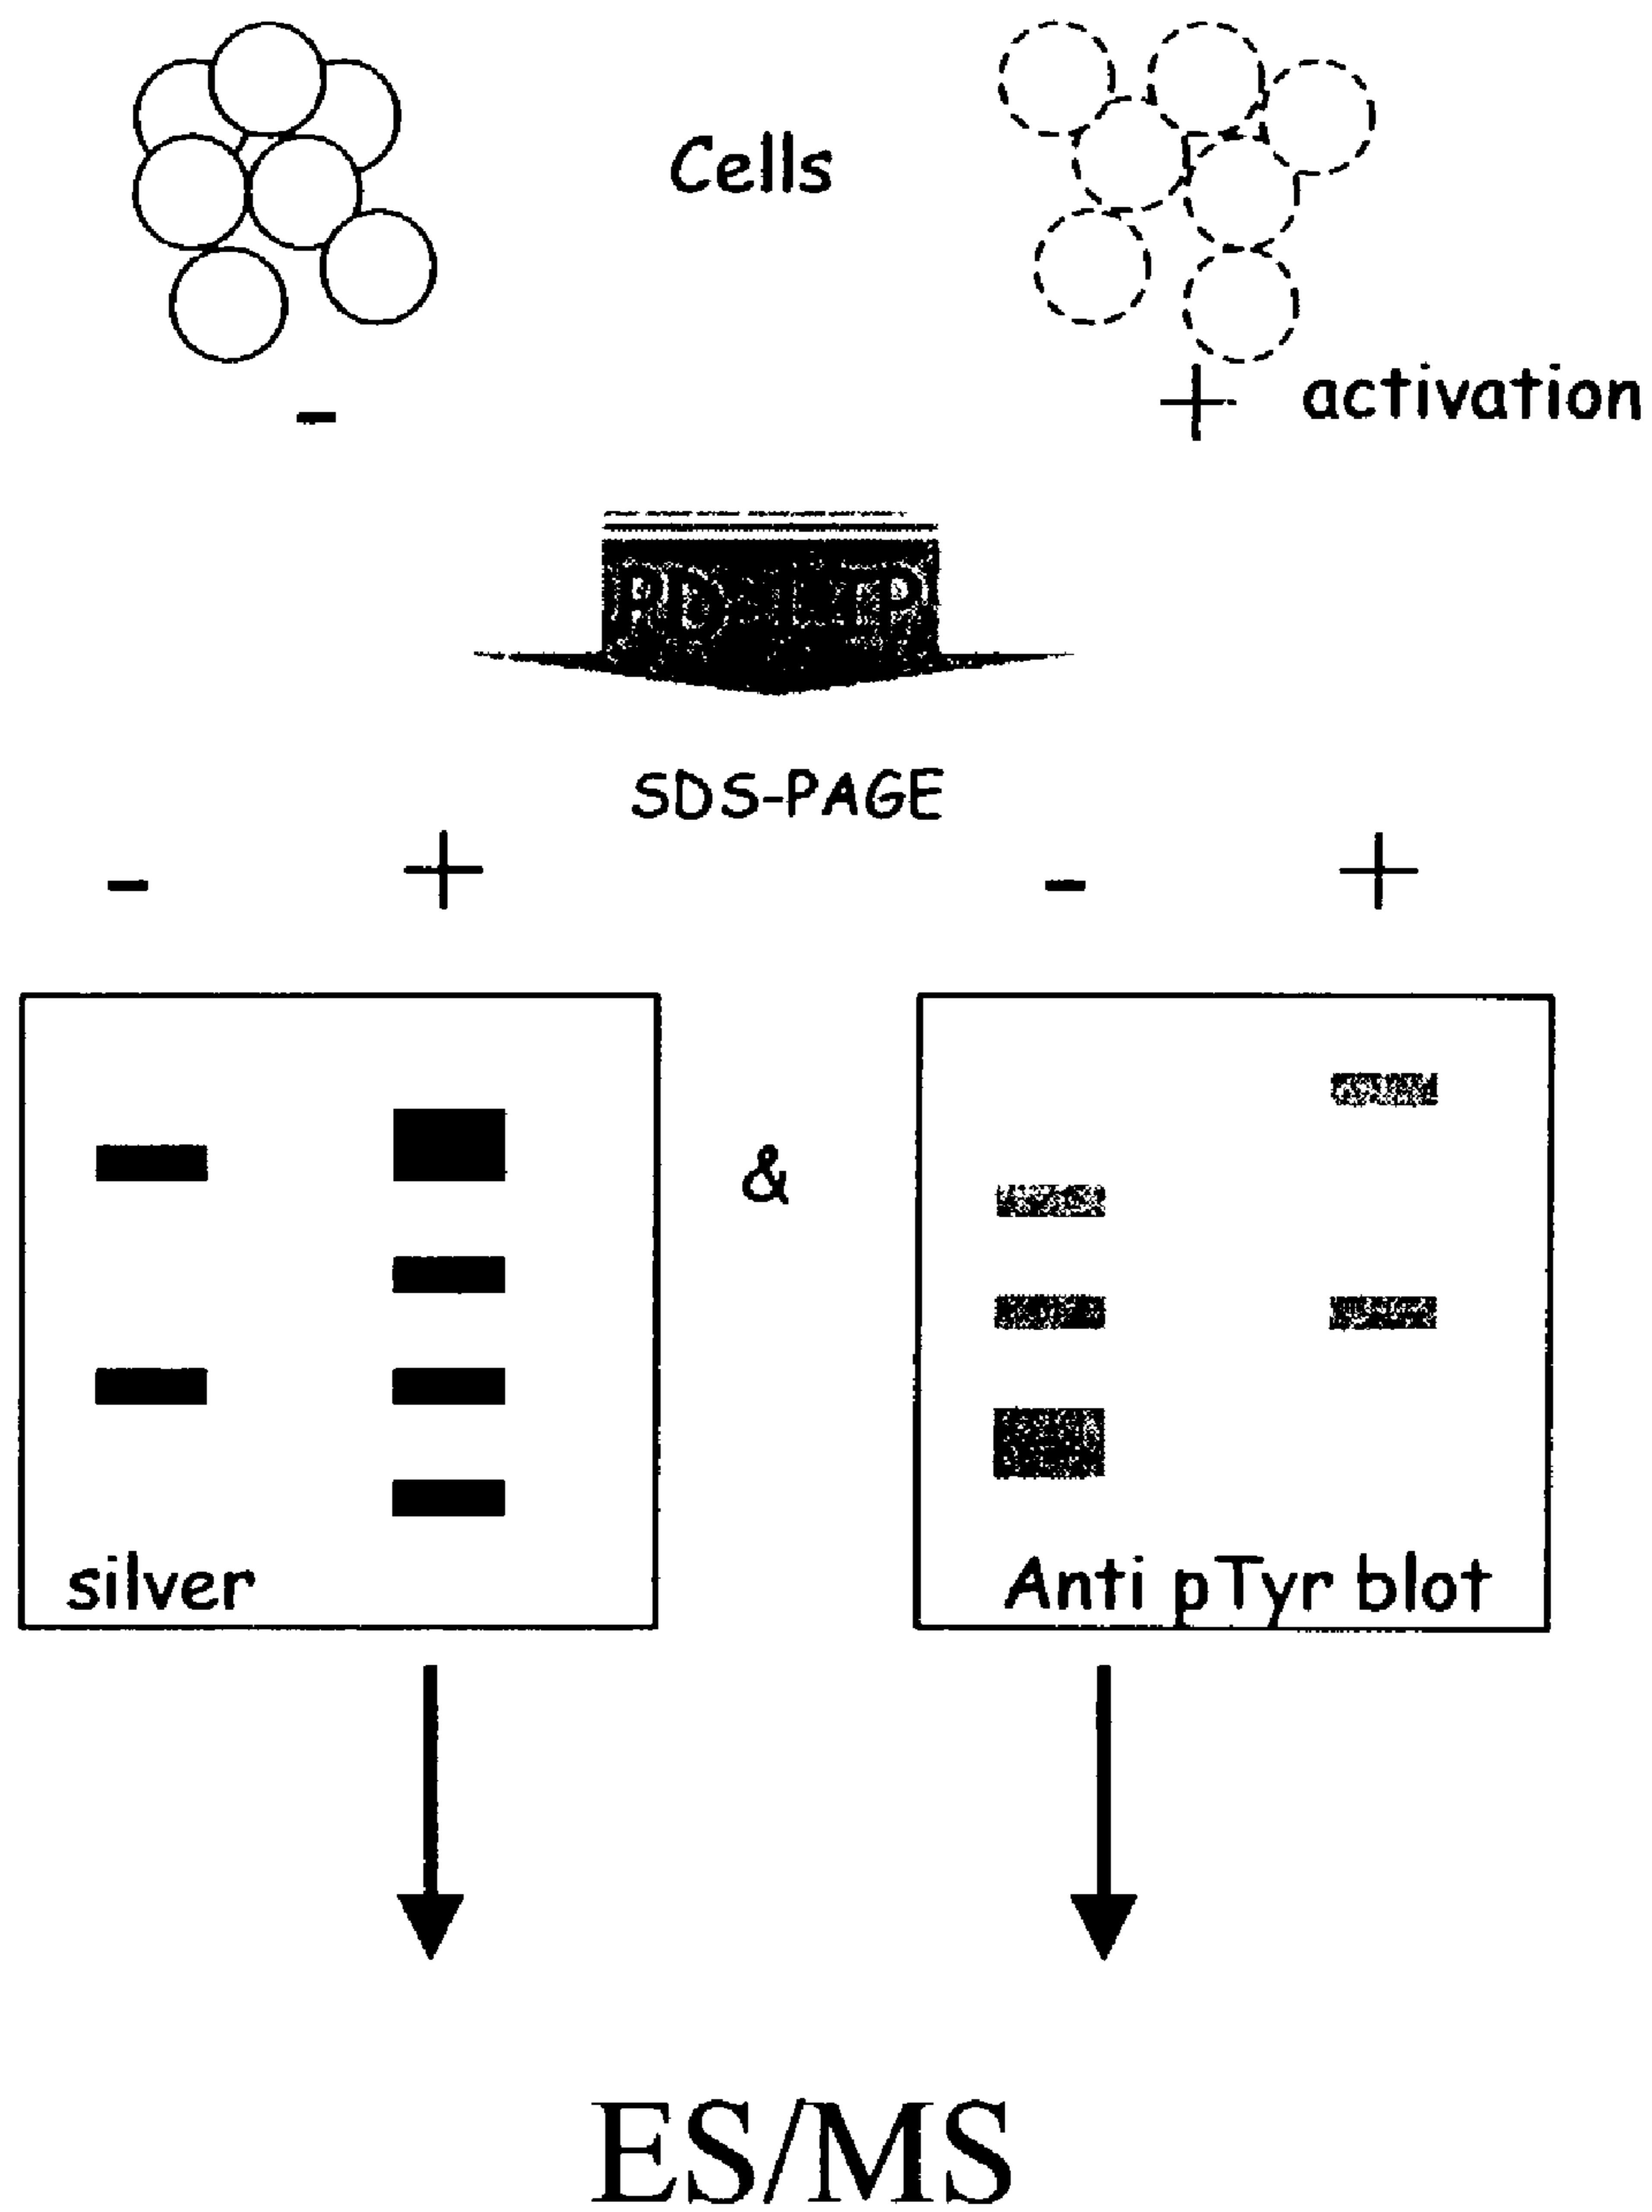 Cells
- + activation
SDS-PAGE
- + - +
&
silver Anti pTyr blot
ES/MS